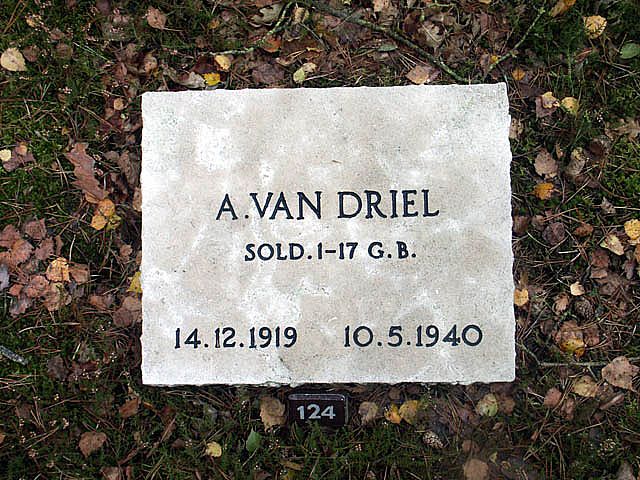 A. VAN DRIEL
SOLD. 1-17 G.B.
14.12.1919 10.5.1940
124